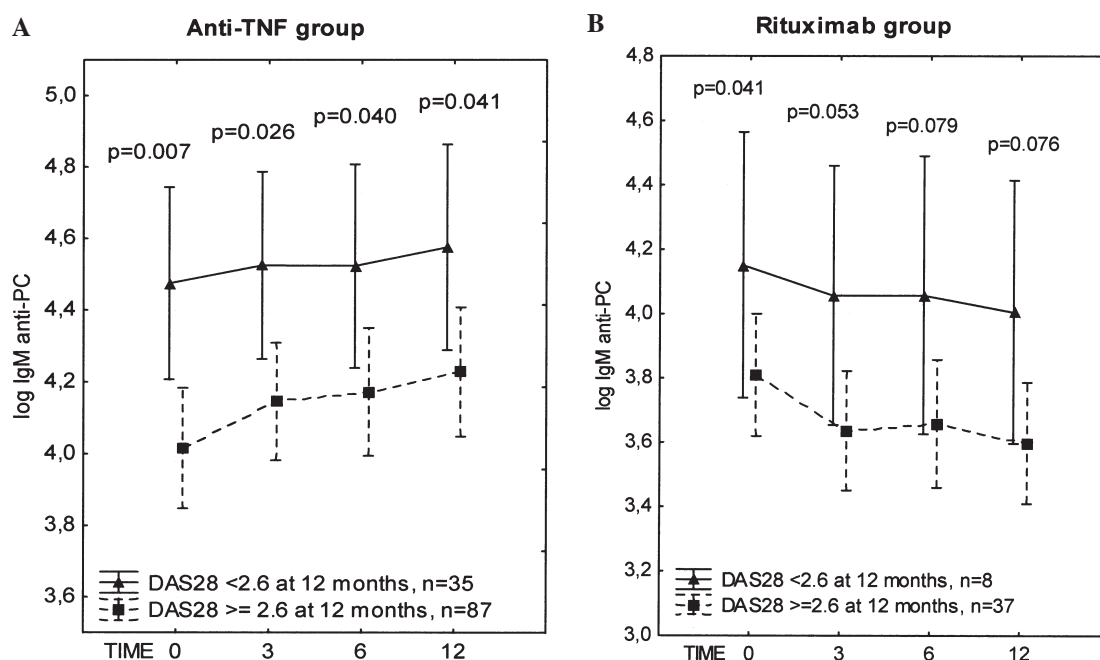 A
Anti-TNF group
log IgM anti-PC
5,0
4,8
4,6
4,4
4,2
4,0
3,8
3,6
p=0.007
p=0.026
p=0.040
p=0.041
DAS28 <2.6 at 12 months, n=35
DAS28 >= 2.6 at 12 months, n=87
TIME 0 3 6 12
B
Rituximab group
log IgM anti-PC
4,8
4,6
4,4
4,2
4,0
3,8
3,6
3,4
3,2
3,0
p=0.041
p=0.053
p=0.079
p=0.076
DAS28 <2.6 at 12 months, n=8
DAS28 >=2.6 at 12 months, n=37
TIME 0 3 6 12